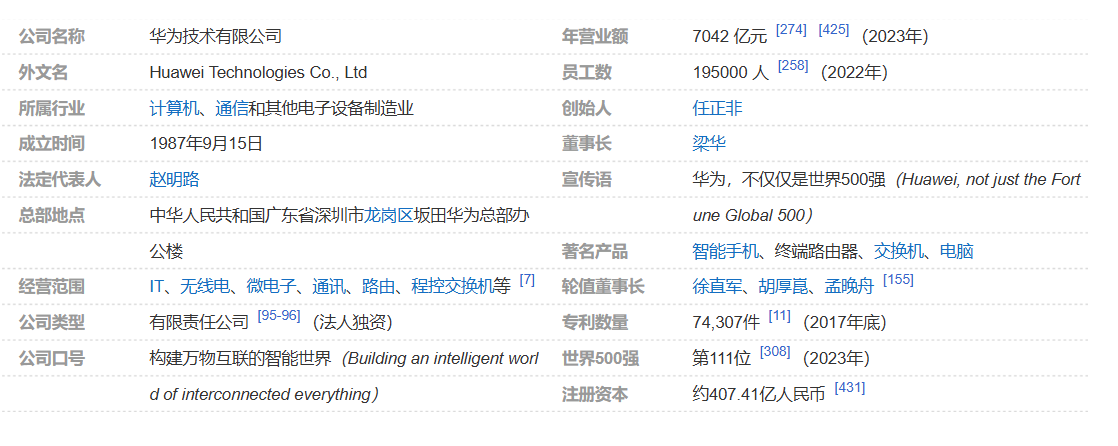 公司名称 华为技术有限公司
外文名 Huawei Technologies Co., Ltd
所属行业 计算机、通信和其他电子设备制造业
成立时间 1987年9月15日
法定代表人 赵明路
总部地点 中华人民共和国广东省深圳市龙岗区坂田华为总部办
公楼
经营范围 IT、无线电、微电子、通讯、路由、程控交换机等 [7]
公司类型 有限责任公司 [95-96] （法人独资）
公司口号 构建万物互联的智能世界（Building an intelligent worl
d of interconnected everything）
年营业额 7042 亿元 [274] [425] （2023年）
员工数 195000 人 [258] （2022年）
创始人 任正非
董事长 梁华
宣传语 华为，不仅仅是世界500强（Huawei, not just the Fort
une Global 500）
著名产品 智能手机、终端路由器、交换机、电脑
轮值董事长 徐直军、胡厚崑、孟晚舟 [155]
专利数量 74,307件 [11] （2017年底）
世界500强 第111位 [308] （2023年）
注册资本 约407.41亿人民币 [431]